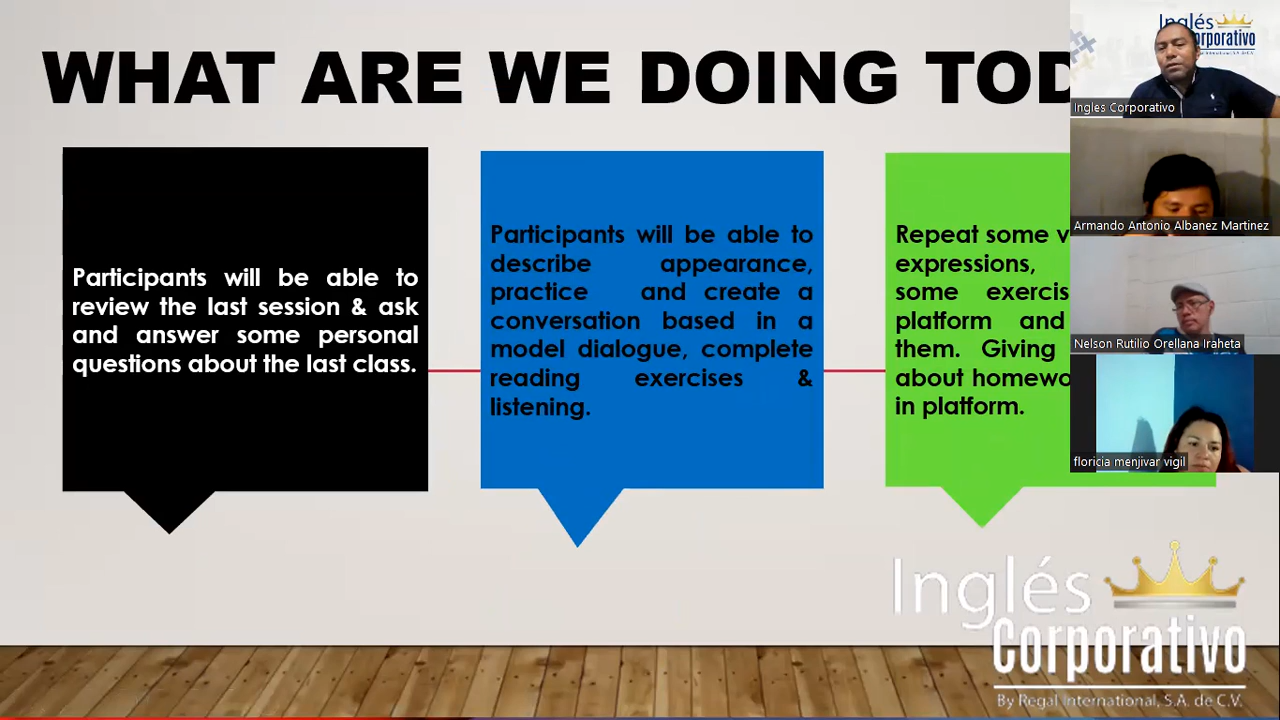 WHAT ARE WE DOING
Participants will be able to
review the last session & ask
and answer some personal
questions about the last class.
Participants will be able to
describe appearance,
practice and create a
conversation based in a
model dialogue, complete
reading exercises &
listening.
Repeat some
expressions,
some
platform and
them. Giving
about
in platform.
Inglés
Corporativo
By Regal International, S.A. de C.V.
Inglés
Corporativo
Ingles Corporativo
Armando Antonio Albanez Martinez
Nelson Rutilio Orellana Iraheta
floricia menjivar vigil